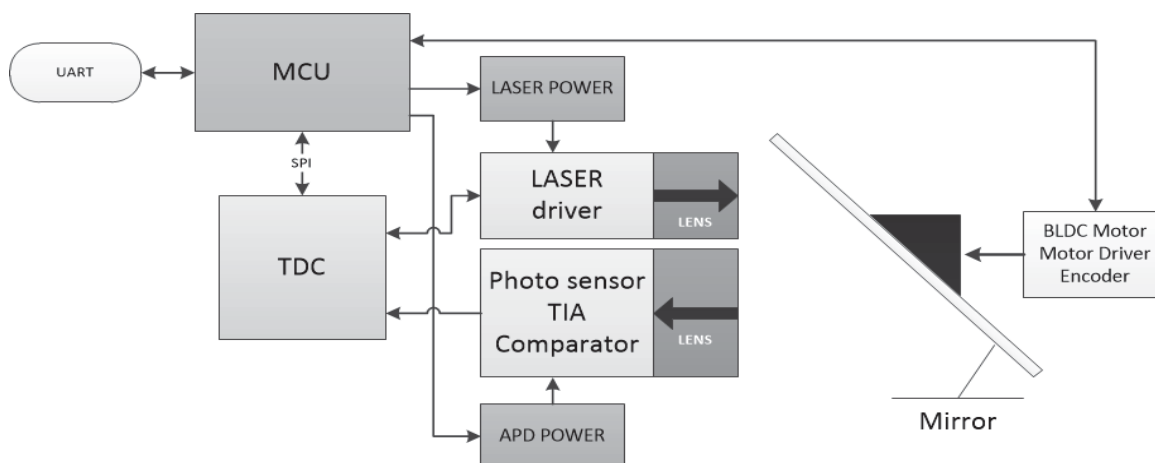 UART
MCU
LASER POWER
SPI
LASER
driver
LENS
TDC
Photo sensor
TIA
Comparator
LENS
APD POWER
BLDC Motor
Motor Driver
Encoder
Mirror